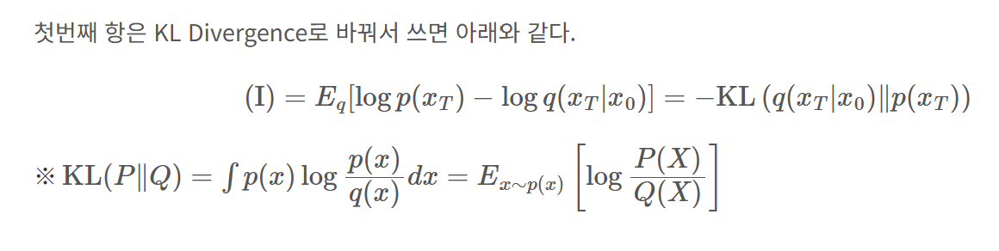 첫번째 항은 KL Divergence로 바꿔서 쓰면 아래와 같다.
(I) = E_q[log p(x_T) − log q(x_T|x_0)] = −KL (q(x_T|x_0)‖p(x_T))
※ KL(P‖Q) = ∫ p(x) log \frac{p(x)}{q(x)} dx = E_{x∼p(x)} [log \frac{P(X)}{Q(X)}]